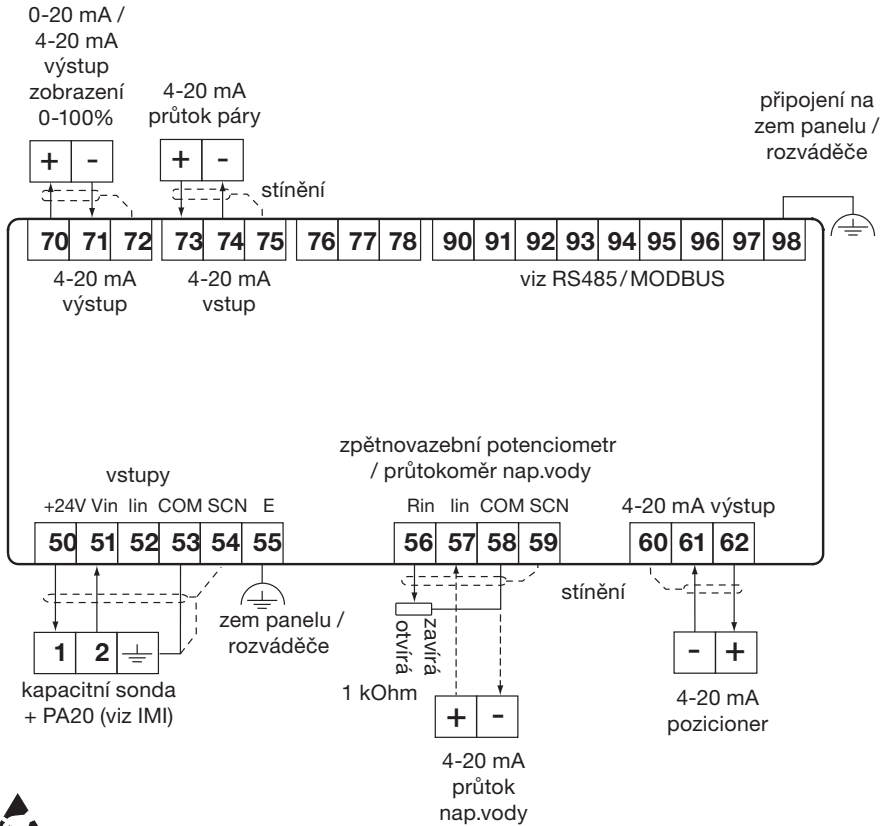 0-20 mA /
4-20 mA
výstup
zobrazení
0-100%
4-20 mA
průtok páry
připojení na
zem panelu /
rozváděče
+ -
+ -
stínění
70 71 72 73 74 75 76 77 78 90 91 92 93 94 95 96 97 98
4-20 mA
výstup
4-20 mA
vstup
viz RS485/MODBUS
vstupy
zpětnovazební potenciometr
/ průtokoměr nap.vody
+24V Vin Iin COM SCN E
Rin Iin COM SCN
4-20 mA výstup
50 51 52 53 54 55 56 57 58 59 60 61 62
stínění
zem panelu /
rozváděče
otvírá
zavírá
1 2
1 kOhm
kapacitní sonda
+ PA20 (viz IMI)
+ -
- +
4-20 mA
pozicioner
4-20 mA
průtok
nap.vody